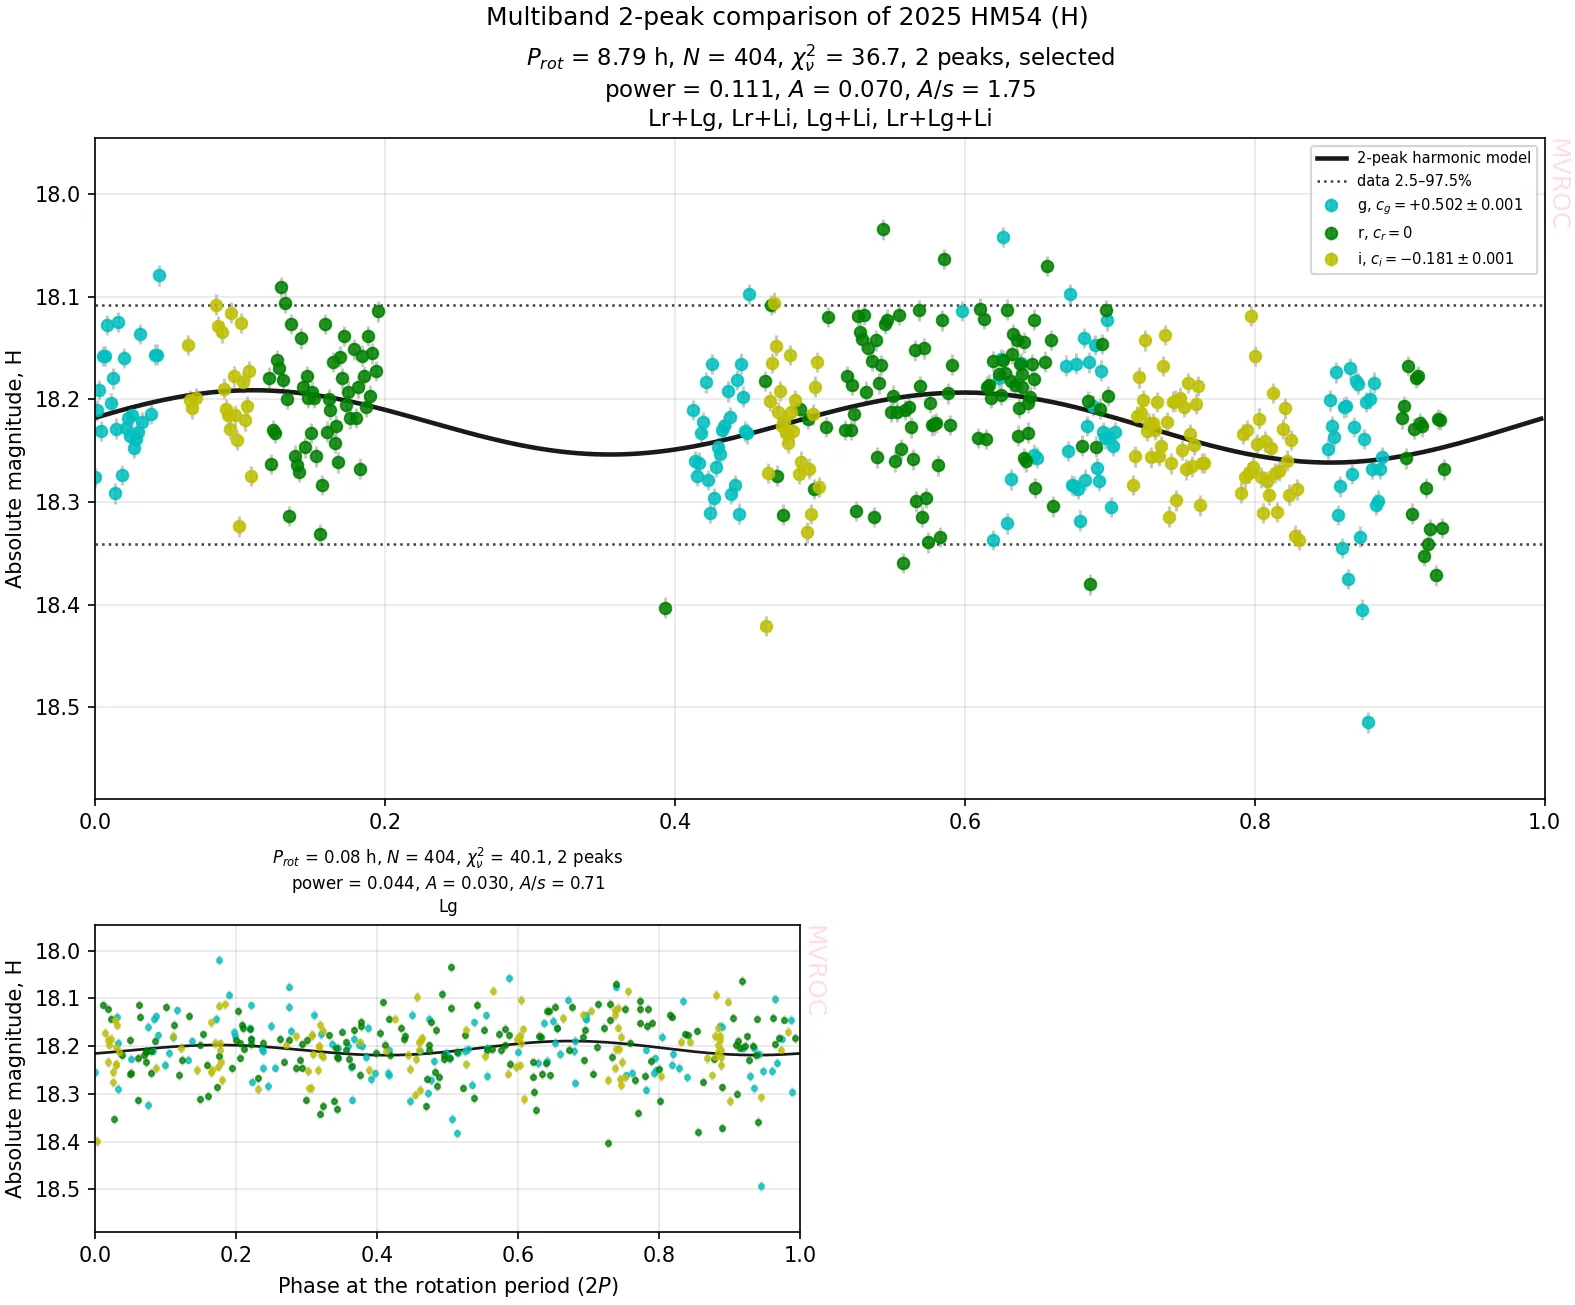 Multiband 2-peak comparison of 2025 HM54 (H)
P_rot = 8.79 h, N = 404, χ²_ν = 36.7, 2 peaks, selected
power = 0.111, A = 0.070, A/s = 1.75
Lr+Lg, Lr+Li, Lg+Li, Lr+Lg+Li
2-peak harmonic model
data 2.5–97.5%
g, c_g = +0.502 ± 0.001
r, c_r = 0
i, c_i = −0.181 ± 0.001
MVROC
Absolute magnitude, H
18.0
18.1
18.2
18.3
18.4
18.5
0.0 0.2 0.4 0.6 0.8 1.0
P_rot = 0.08 h, N = 404, χ²_ν = 40.1, 2 peaks
power = 0.044, A = 0.030, A/s = 0.71
Lg
MVROC
Absolute magnitude, H
18.0
18.1
18.2
18.3
18.4
18.5
0.0 0.2 0.4 0.6 0.8 1.0
Phase at the rotation period (2P)